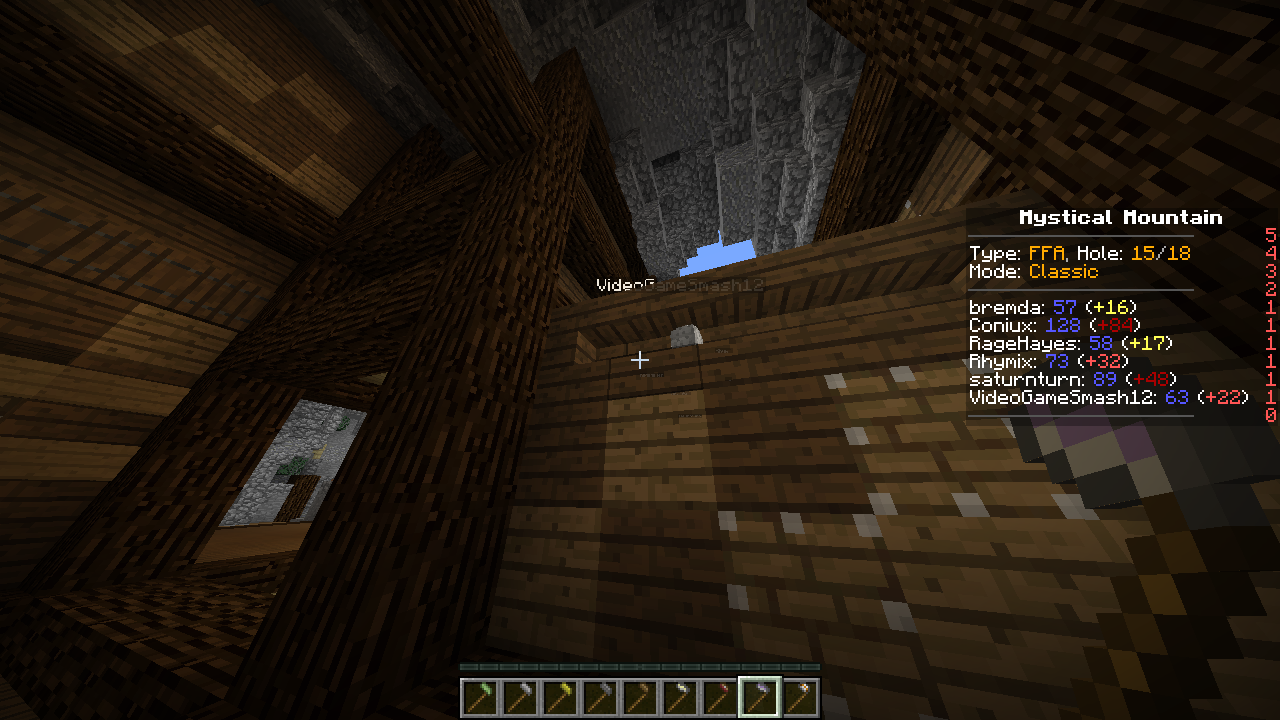 Mystical Mountain
5
Type: FFA, Hole: 15/18
4
Mode: Classic
3
2
bremda: 57 (+16)
1
Coniux: 128 (+84)
1
RageHayes: 58 (+17)
1
Rhymix: 73 (+32)
1
saturnturn: 89 (+48)
1
VideoGameSmash12: 63 (+22)
1
0
VideoGameSmash12